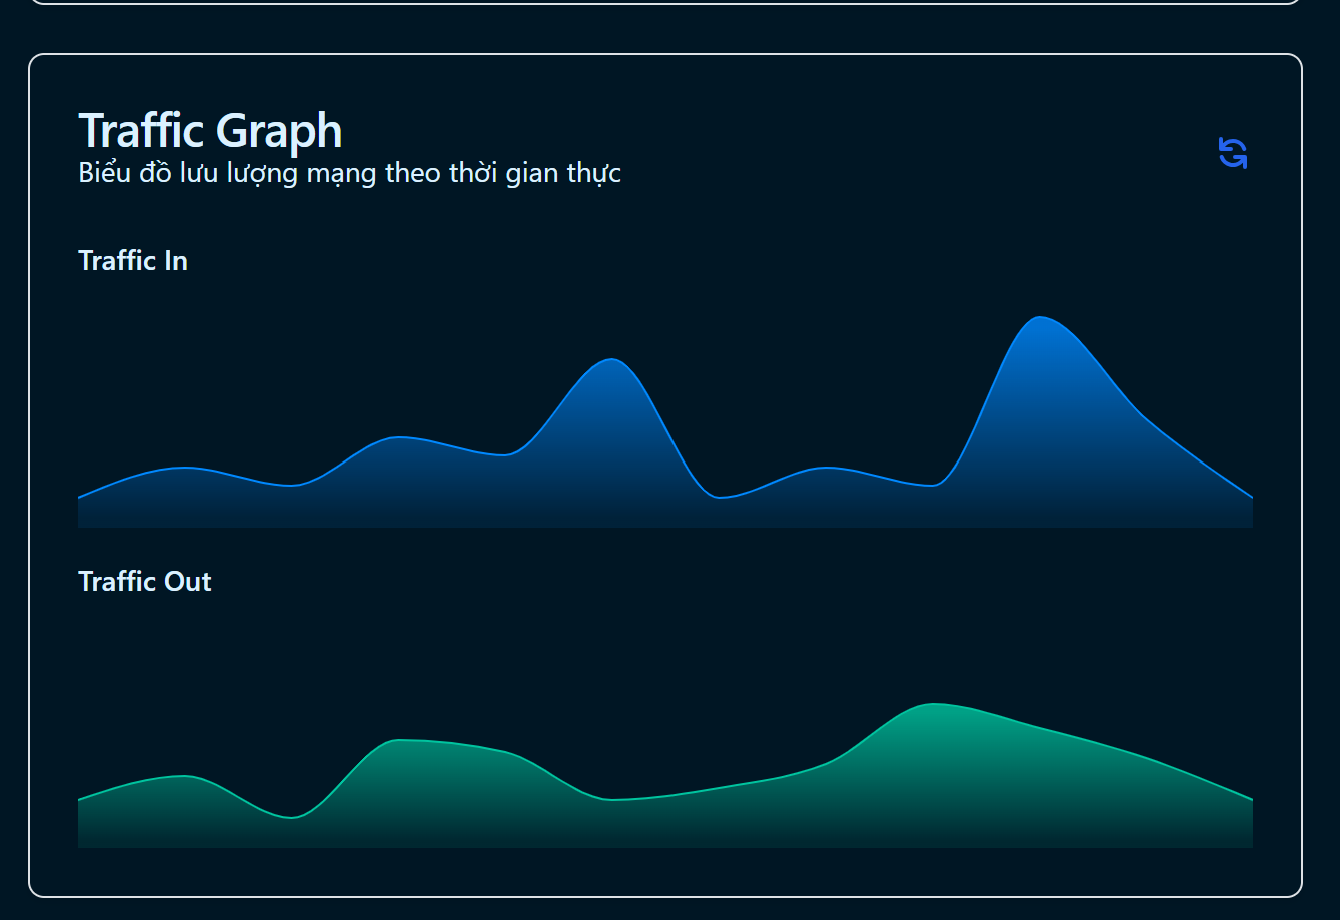 Traffic Graph
Biểu đồ lưu lượng mạng theo thời gian thực
Traffic In
Traffic Out